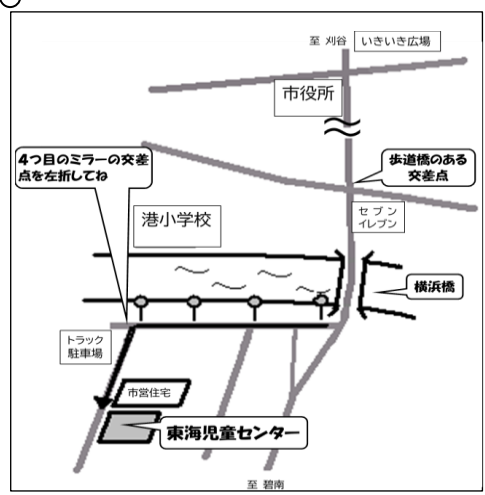 至 刈谷
いきいき広場
市役所
4つ目のミラーの交差
点を左折してね
歩道橋のある
交差点
港小学校
セブン
イレブン
横浜橋
トラック
駐車場
市営住宅
東海児童センター
至 碧南